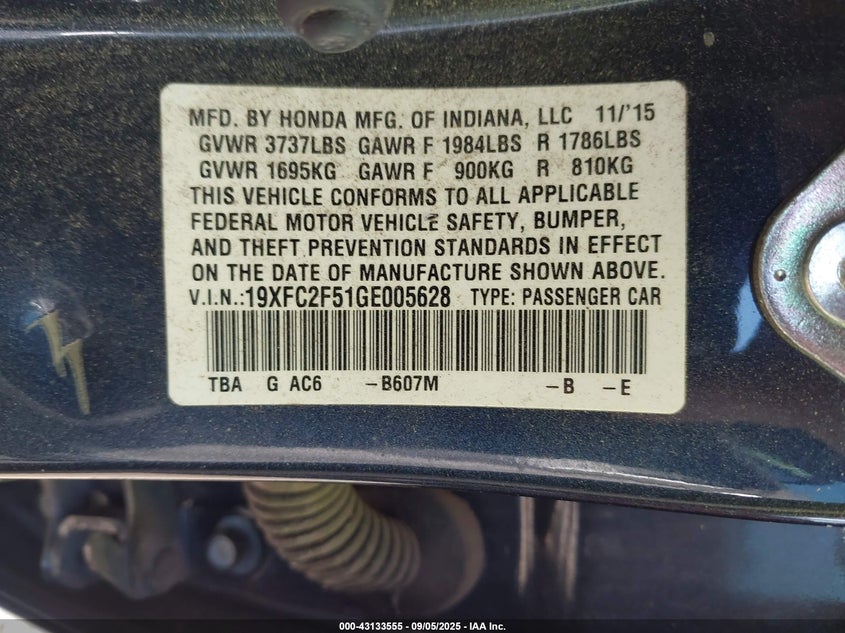 MFD. BY HONDA MFG. OF INDIANA, LLC 11/'15
GVWR 3737LBS GAWR F 1984LBS R 1786LBS
GVWR 1695KG GAWR F 900KG R 810KG
THIS VEHICLE CONFORMS TO ALL APPLICABLE
FEDERAL MOTOR VEHICLE SAFETY, BUMPER,
AND THEFT PREVENTION STANDARDS IN EFFECT
ON THE DATE OF MANUFACTURE SHOWN ABOVE.
V.I.N.:19XFC2F51GE005628 TYPE: PASSENGER CAR
TBA G AC6 -B607M -B -E
000-43133555 - 09/05/2025 - IAA Inc.